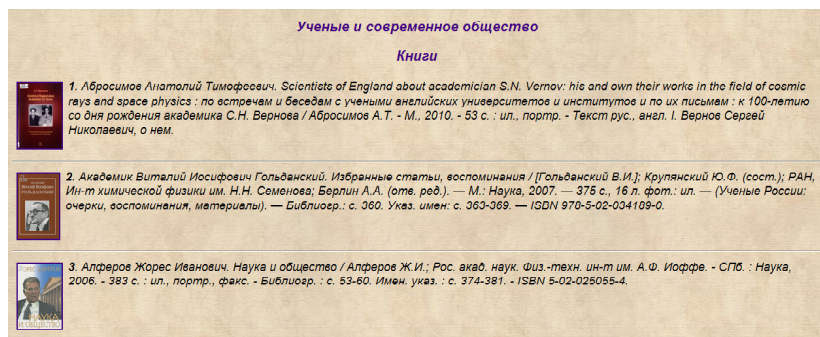 Ученые и современное общество
Книги
1. Абросимов Анатолий Тимофеевич. Scientists of England about academician S.N. Vernov: his and own their works in the field of cosmic
rays and space physics : по встречам и беседам с учеными английских университетов и институтов и по их письмам : к 100-летию
со дня рождения академика С.Н. Вернова / Абросимов А.Т. - М., 2010. - 53 с. : ил., портр. - Текст рус., англ. I. Вернов Сергей
Николаевич, о нем.
2. Академик Виталий Иосифович Гольданский. Избранные статьи, воспоминания / [Гольданский В.И.]; Крупянский Ю.Ф. (сост.); РАН,
Ин-т химической физики им. Н.Н. Семенова; Берлин А.А. (отв. ред.). — М.: Наука, 2007. — 375 с., 16 л. фот.: ил. — (Ученые России:
очерки, воспоминания, материалы). — Библиогр.: с. 360. Указ. имен: с. 363-369. — ISBN 978-5-02-034189-0.
3. Алферов Жорес Иванович. Наука и общество / Алферов Ж.И.; Рос. акад. наук. Физ.-техн. ин-т им. А.Ф. Иоффе. - СПб. : Наука,
2005. - 383 с. : ил., портр., факс. - Библиогр. : с. 53-60. Имен. указ. : с. 374-381. - ISBN 5-02-025055-4.
НАУКА
И ОБЩЕСТВО